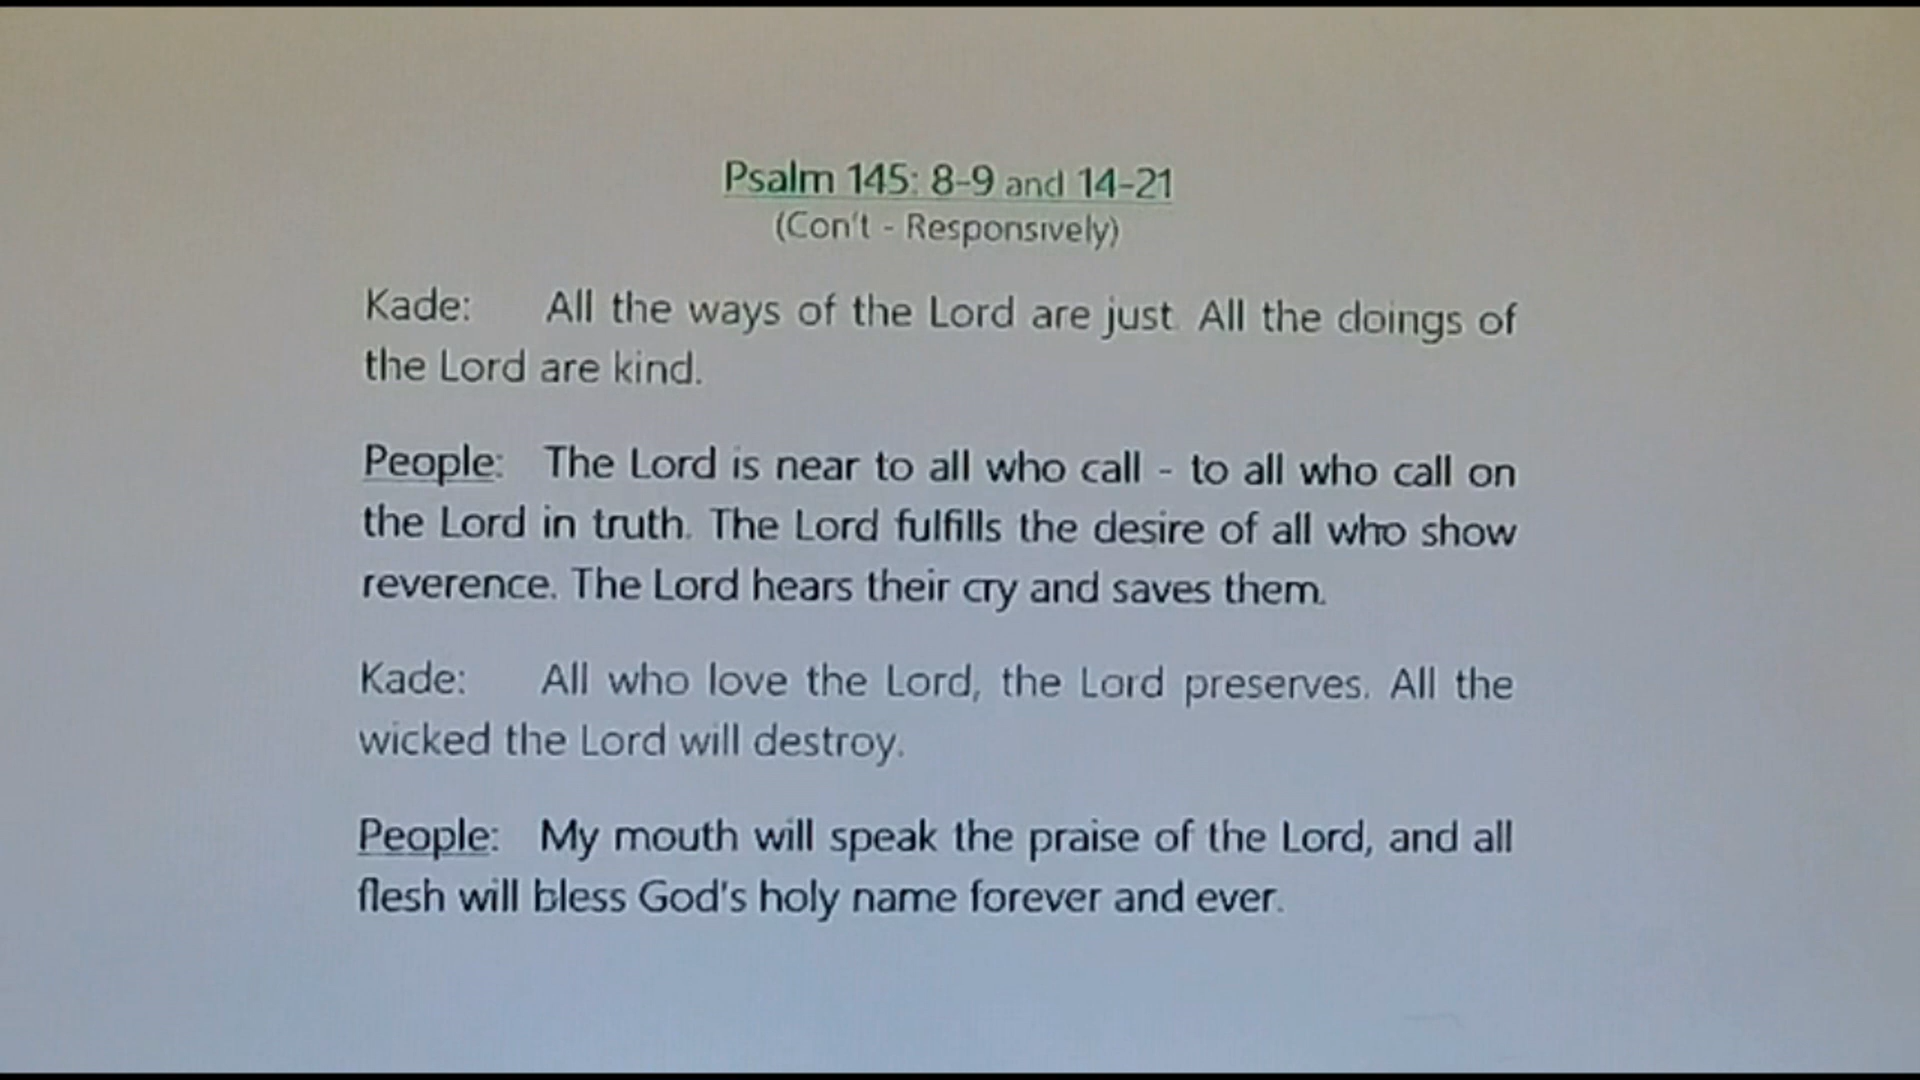 Psalm 145: 8-9 and 14-21
(Con't - Responsively)
Kade: All the ways of the Lord are just. All the doings of
the Lord are kind.
People: The Lord is near to all who call - to all who call on
the Lord in truth. The Lord fulfills the desire of all who show
reverence. The Lord hears their cry and saves them.
Kade: All who love the Lord, the Lord preserves. All the
wicked the Lord will destroy.
People: My mouth will speak the praise of the Lord, and all
flesh will bless God's holy name forever and ever.